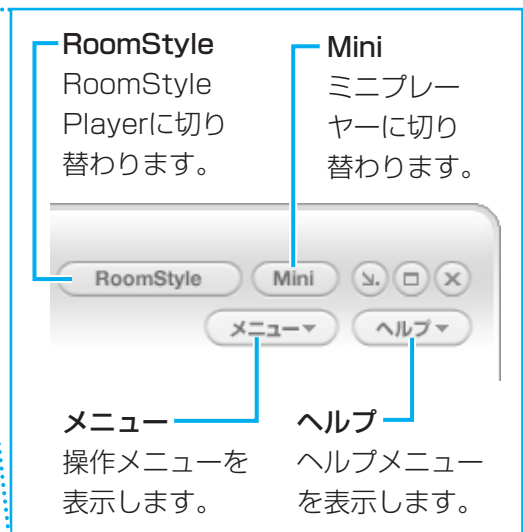 RoomStyle
RoomStyle
Playerに切り
替わります。
Mini
ミニプレー
ヤーに切り
替わります。
RoomStyle
Mini
メニュー▼
ヘルプ▼
メニュー
操作メニューを
表示します。
ヘルプ
ヘルプメニュー
を表示します。